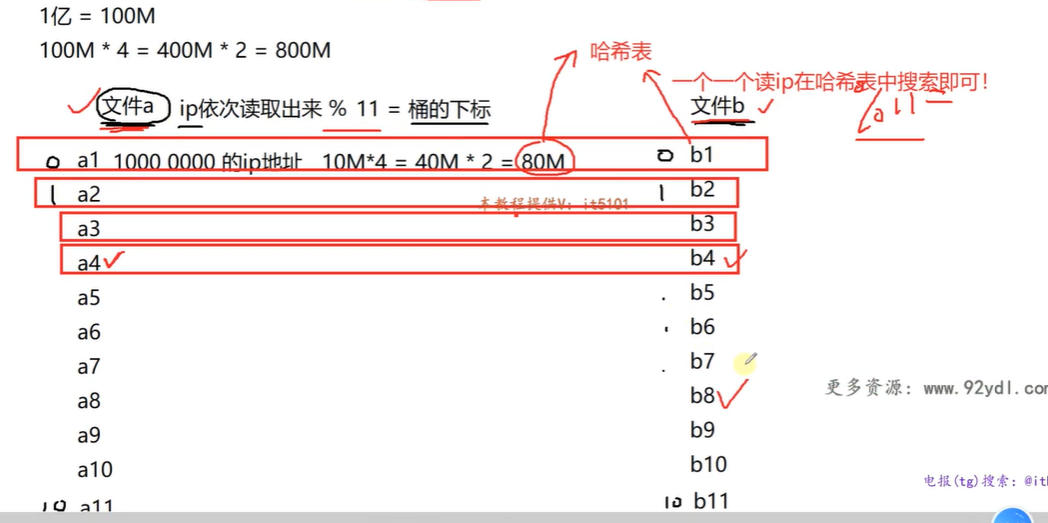 1亿 = 100M
100M * 4 = 400M * 2 = 800M
哈希表
一个一个读ip在哈希表中搜索即可！
文件a ip依次读取出来 % 11 = 桶的下标 文件b
0 a1 1000 0000 的ip地址 10M*4 = 40M * 2 = 80M 0 b1
1 a2 1 b2
本教程提供V：it5101
a3 b3
a4 b4
a5 b5
a6 b6
a7 b7
更多资源：www.92ydl.com
a8 b8
a9 b9
a10 b10
电报(tg)搜索：@it
10 a11 10 b11